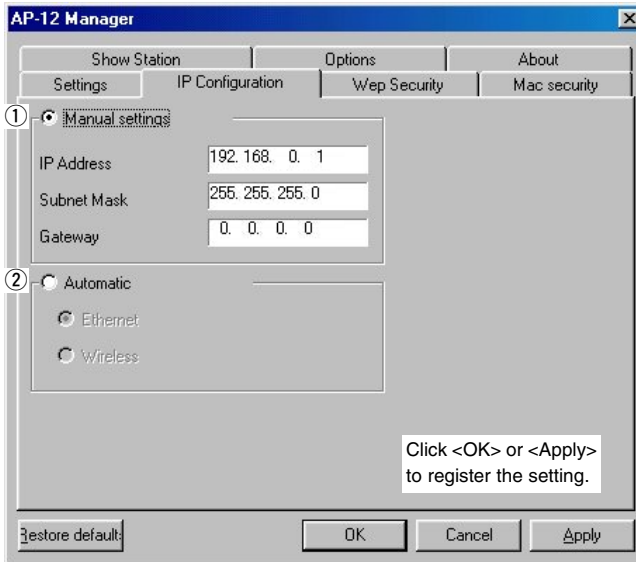 AP-12 Manager
Show Station Options About
Settings IP Configuration Wep Security Mac security
① Manual settings
IP Address 192. 168. 0. 1
Subnet Mask 255. 255. 255. 0
Gateway 0. 0. 0. 0
② Automatic
Ethernet
Wireless
Click <OK> or <Apply>
to register the setting.
Restore defaults OK Cancel Apply